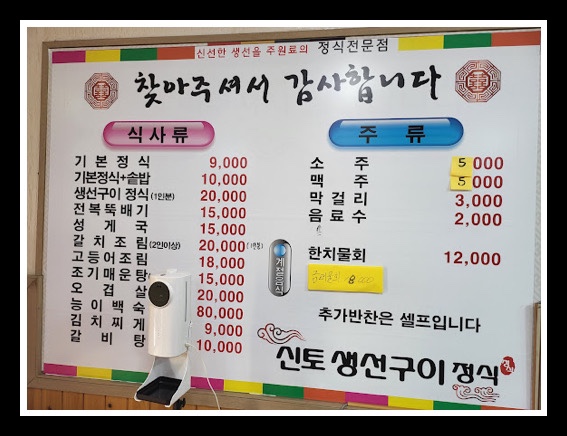 신선한 생선을 주원료의 정식전문점
찾아주셔서 감사합니다
식사류
기본정식 9,000
기본정식+솥밥 10,000
생선구이 정식(1인분) 20,000
전복뚝배기 15,000
성게국 15,000
갈치조림(2인이상) 20,000
고등어조림 18,000
조기매운탕 15,000
오겹살 20,000
능이백숙 80,000
김치찌게 9,000
갈비탕 10,000
주류
소주 5000
맥주 5000
막걸리 3,000
음료수 2,000
계절음식
한치물회 12,000
8000
추가반찬은 셀프입니다
신토 생선구이 정식